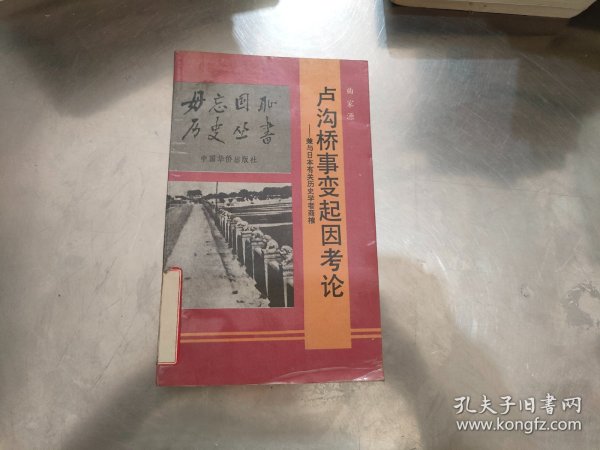 毋忘国耻
历史丛書
中国华侨出版社
曲家源
卢沟桥事变起因考论
——兼与日本有关历史学者商榷
孔夫子旧书网
www.kongfz.com